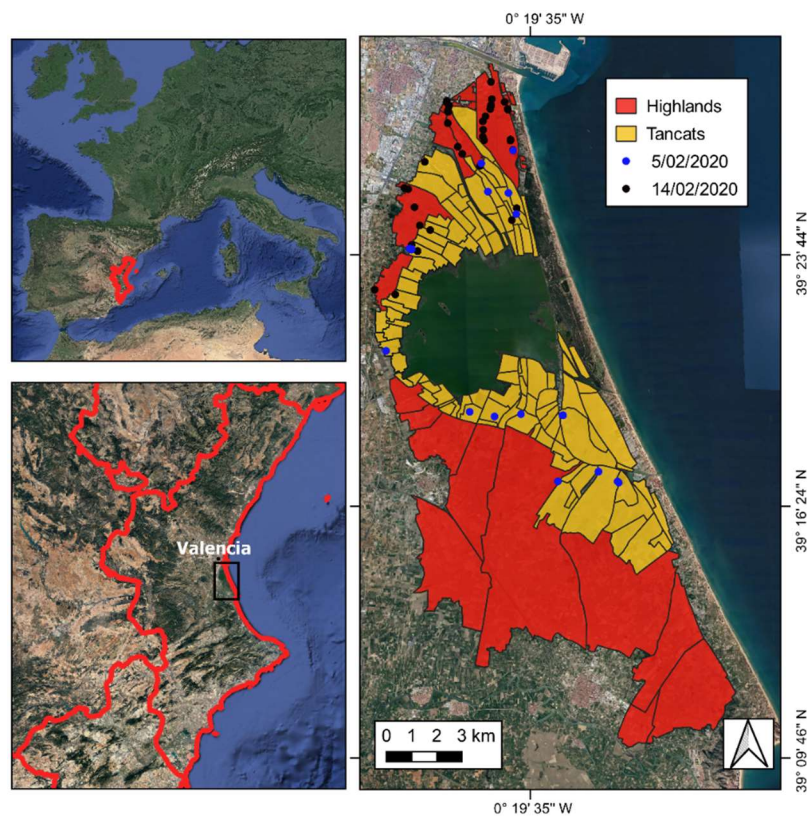 0° 19' 35" W
Highlands
Tancats
5/02/2020
14/02/2020
39° 23' 44" N
Valencia
39° 16' 24" N
0 1 2 3 km
39° 09' 46" N
0° 19' 35" W